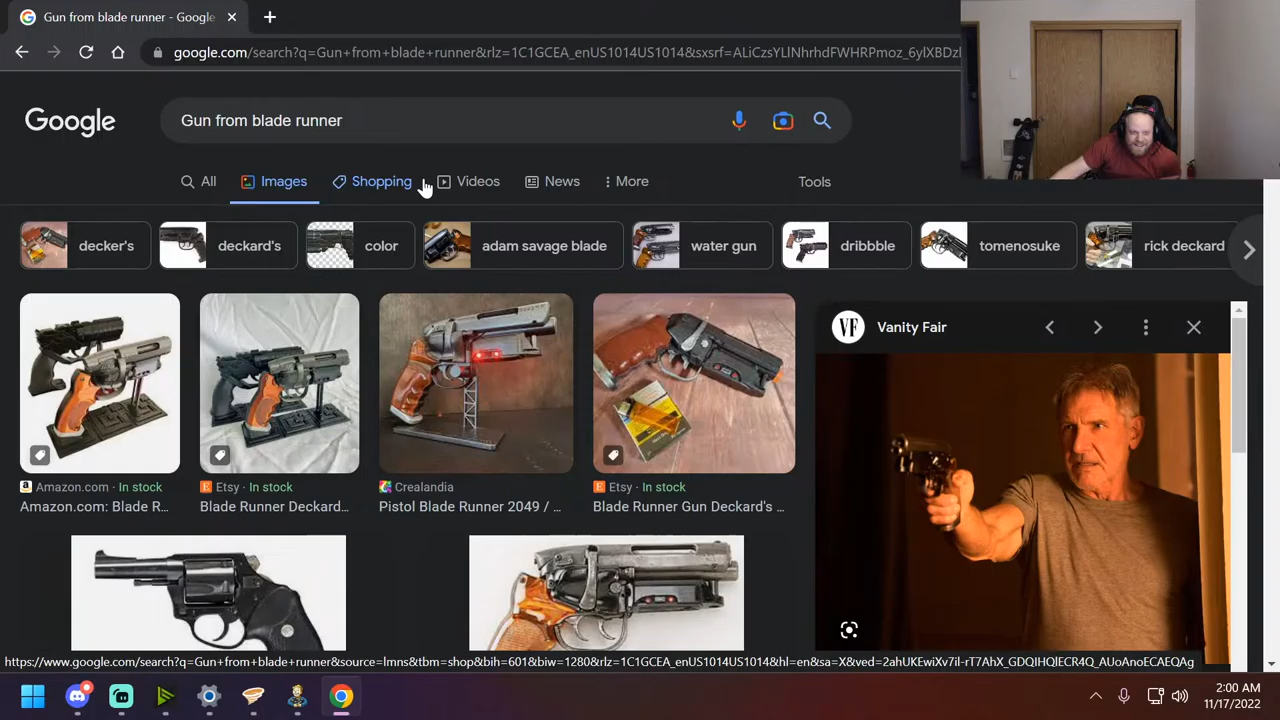 Gun from blade runner - Google
google.com/search?q=Gun+from+blade+runner&rlz=1C1GCEA_enUS1014US1014&sxsrf=
Google
Gun from blade runner
All
Images
Shopping
Videos
News
More
Tools
decker's
deckard's
color
adam savage blade
water gun
dribbble
tomenosuke
rick deckard
VF
Vanity Fair
Amazon.com · In stock
Amazon.com: Blade R...
Etsy · In stock
Blade Runner Deckard...
Crealandia
Pistol Blade Runner 2049 / ...
Etsy · In stock
Blade Runner Gun Deckard's ...
https://www.google.com/search?q=Gun+from+blade+runner&source=lmns&tbm=shop&bih=601&biw=1280&rlz=1C1GCEA_enUS1014US1014&hl=en&sa=X&ved=2ahUKEwiXv7iI-rT7AhX_GDQIHQlECR4Q_AUoAnoECAEQAg
2:00 AM
11/17/2022